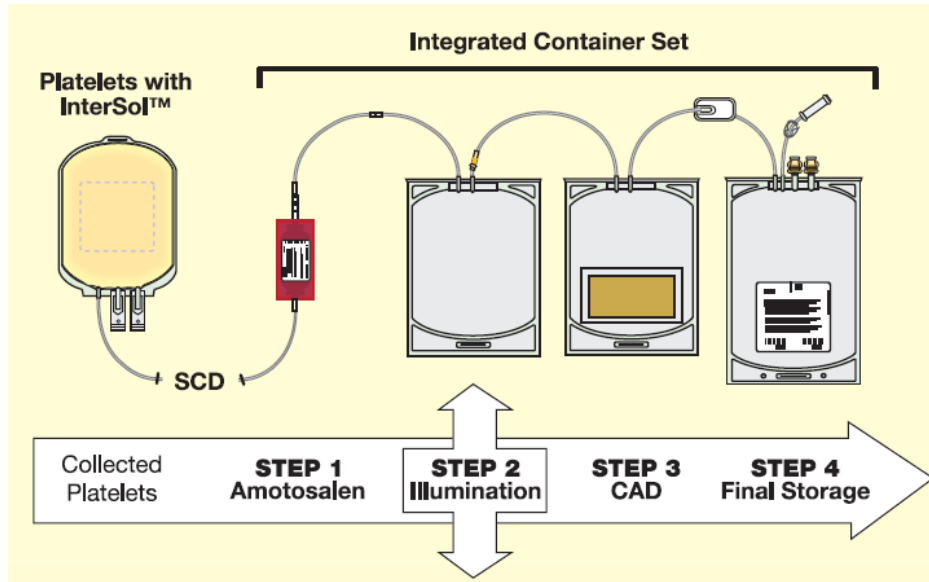 Integrated Container Set
Platelets with
InterSol™
SCD
Collected
Platelets
STEP 1
Amotosalen
STEP 2
Illumination
STEP 3
CAD
STEP 4
Final Storage